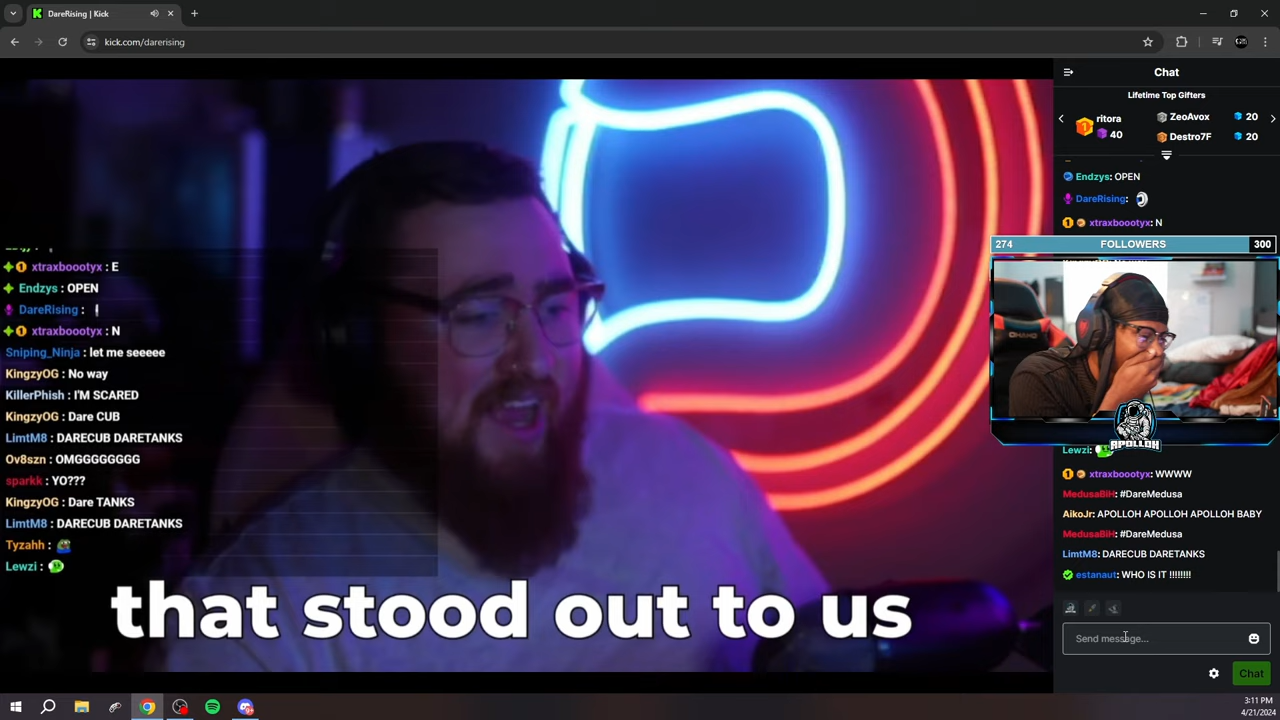 DareRising | Kick
kick.com/darerising
xtraxboootyx : E
Endzys: OPEN
DareRising :
xtraxboootyx : N
Sniping_Ninja : let me seeeee
KingzyOG : No way
KillerPhish : I'M SCARED
KingzyOG : Dare CUB
LimtM8 : DARECUB DARETANKS
Ov8szn : OMGGGGGGGG
sparkk : YO???
KingzyOG : Dare TANKS
LimtM8 : DARECUB DARETANKS
Tyzahh :
Lewzi :
that stood out to us
Chat
Lifetime Top Gifters
ritora
40
ZeoAvox 20
Destro7F 20
Endzys: OPEN
DareRising:
xtraxboootyx: N
274 FOLLOWERS 300
APOLLOH
Lewzi:
xtraxboootyx: WWWW
MedusaBiH: #DareMedusa
AikoJr: APOLLOH APOLLOH APOLLOH BABY
MedusaBiH: #DareMedusa
LimtM8: DARECUB DARETANKS
estanaut: WHO IS IT !!!!!!!!
Send message...
Chat
3:11 PM
4/21/2024